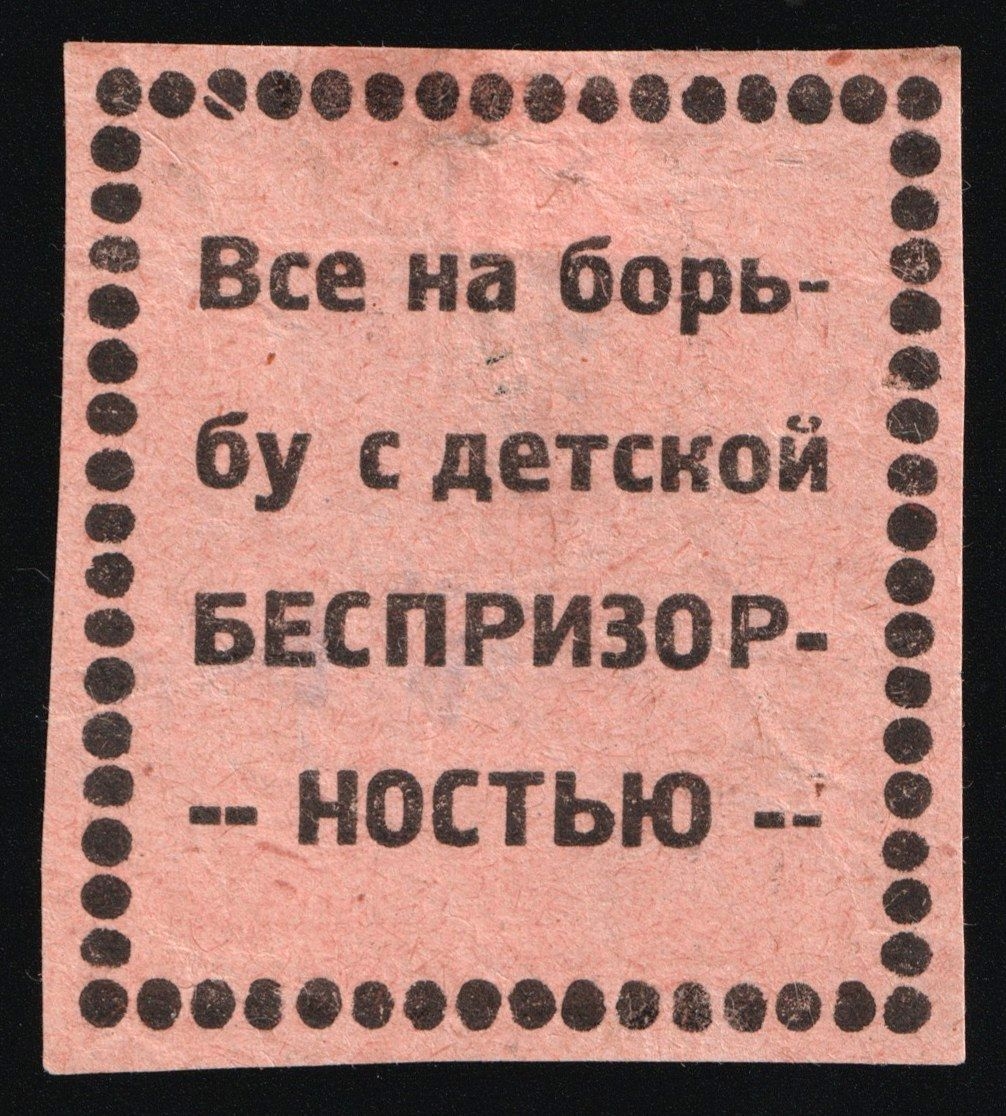 Все на борь-
бу с детской
БЕСПРИЗОР-
-- НОСТЬЮ --